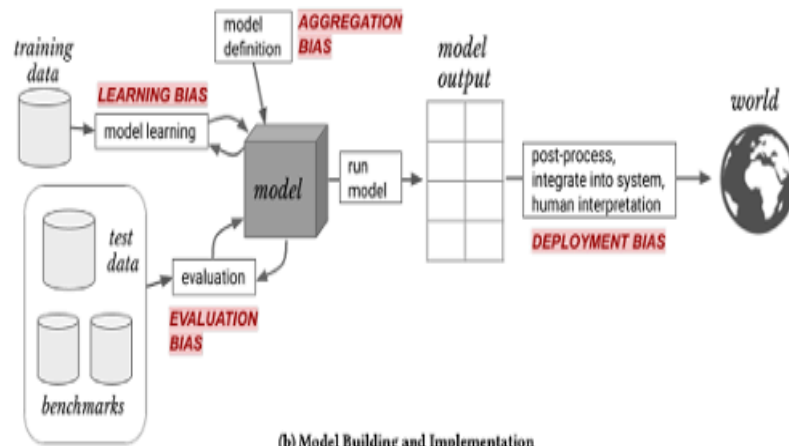 training
data
LEARNING BIAS
model learning
model
definition
AGGREGATION
BIAS
model
run
model
model
output
post-process,
integrate into system,
human interpretation
DEPLOYMENT BIAS
world
test
data
benchmarks
evaluation
EVALUATION
BIAS
(b) Model Building and Implementation